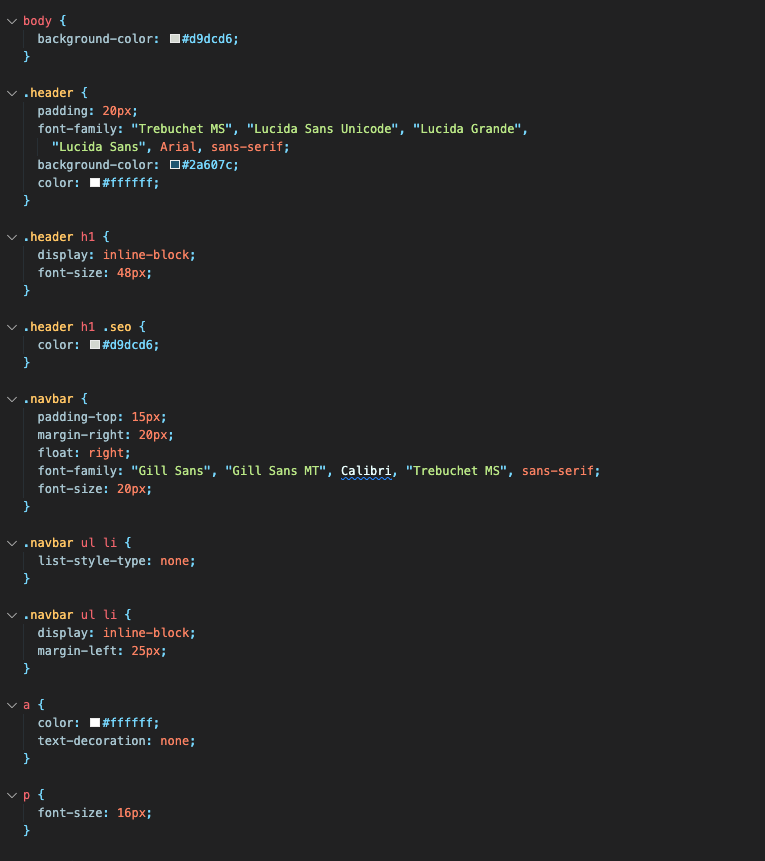 body {
background-color: #d9dcd6;
}
.header {
padding: 20px;
font-family: "Trebuchet MS", "Lucida Sans Unicode", "Lucida Grande",
"Lucida Sans", Arial, sans-serif;
background-color: #2a607c;
color: #ffffff;
}
.header h1 {
display: inline-block;
font-size: 48px;
}
.header h1 .seo {
color: #d9dcd6;
}
.navbar {
padding-top: 15px;
margin-right: 20px;
float: right;
font-family: "Gill Sans", "Gill Sans MT", Calibri, "Trebuchet MS", sans-serif;
font-size: 20px;
}
.navbar ul li {
list-style-type: none;
}
.navbar ul li {
display: inline-block;
margin-left: 25px;
}
a {
color: #ffffff;
text-decoration: none;
}
p {
font-size: 16px;
}